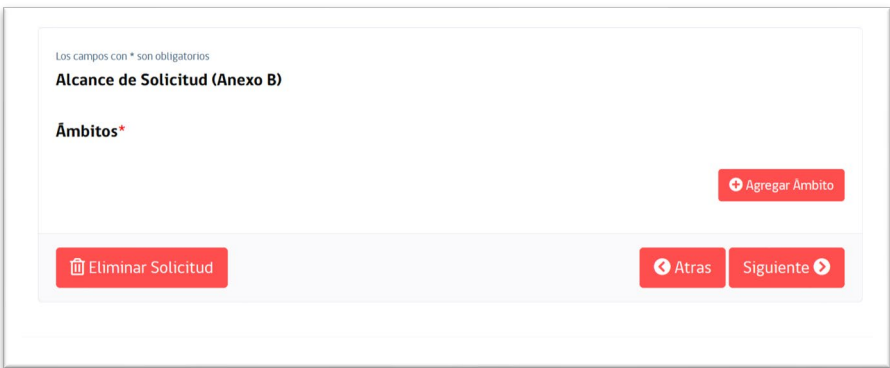 Los campos con * son obligatorios
Alcance de Solicitud (Anexo B)
Ámbitos*
Agregar Ámbito
Eliminar Solicitud
Atras
Siguiente